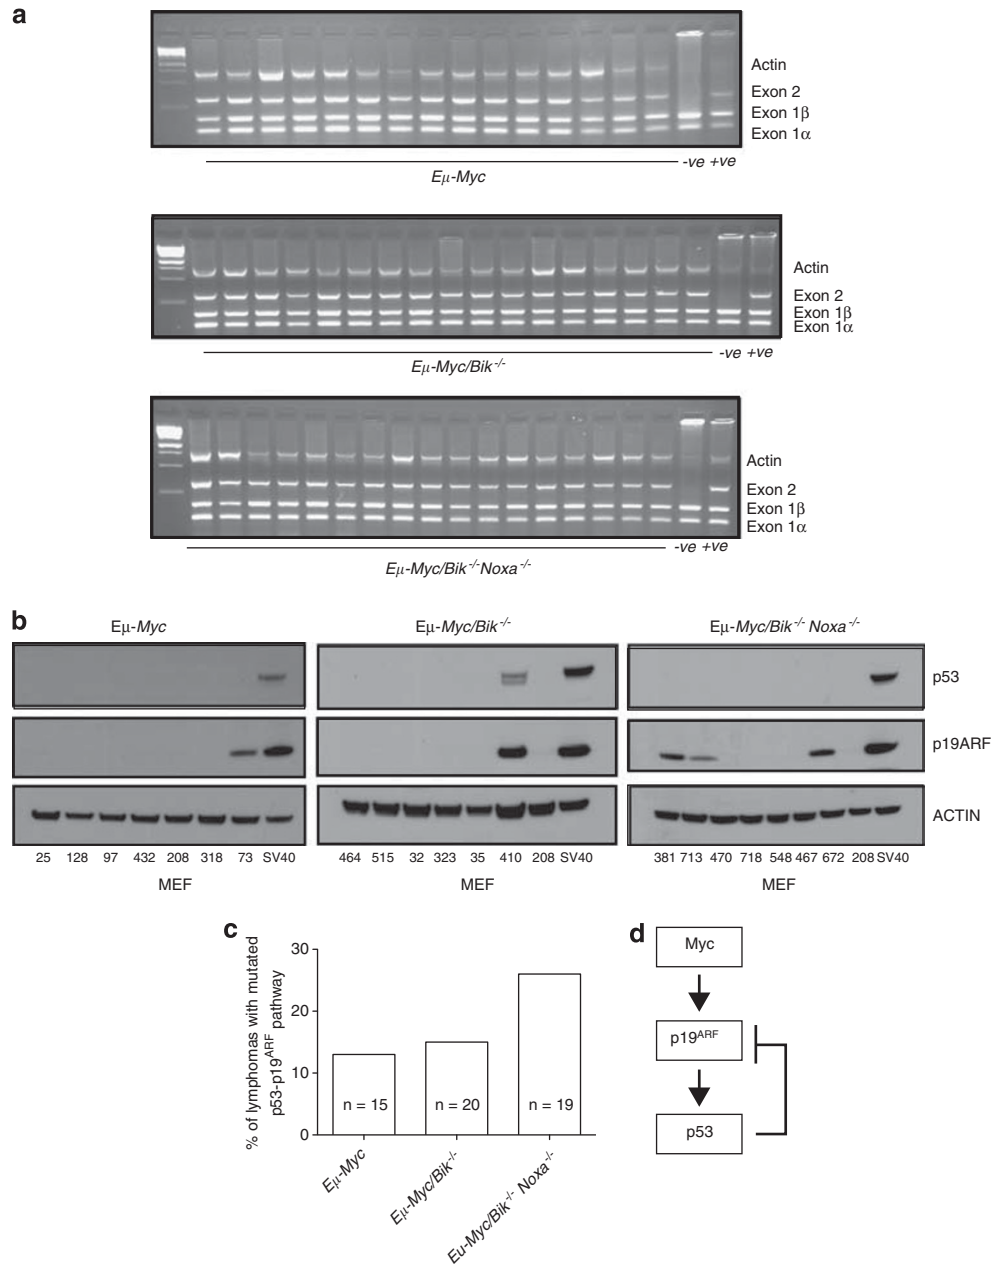 a
Actin
Exon 2
Exon 1β
Exon 1α
-ve +ve
Eμ-Myc
Actin
Exon 2
Exon 1β
Exon 1α
-ve +ve
Eμ-Myc/Bik-/-
Actin
Exon 2
Exon 1β
Exon 1α
-ve +ve
Eμ-Myc/Bik-/-Noxa-/-
b
Eμ-Myc
Eμ-Myc/Bik-/-
Eμ-Myc/Bik-/- Noxa-/-
p53
p19ARF
ACTIN
25 128 97 432 208 318 73 SV40
464 515 32 323 35 410 208 SV40
381 713 470 718 548 467 672 208 SV40
MEF
MEF
MEF
c
% of lymphomas with mutated
p53-p19ARF pathway
30
20
10
0
n = 15
n = 20
n = 19
Eμ-Myc
Eμ-Myc/Bik-/-
Eu-Myc/Bik-/- Noxa-/-
d
Myc
p19ARF
p53